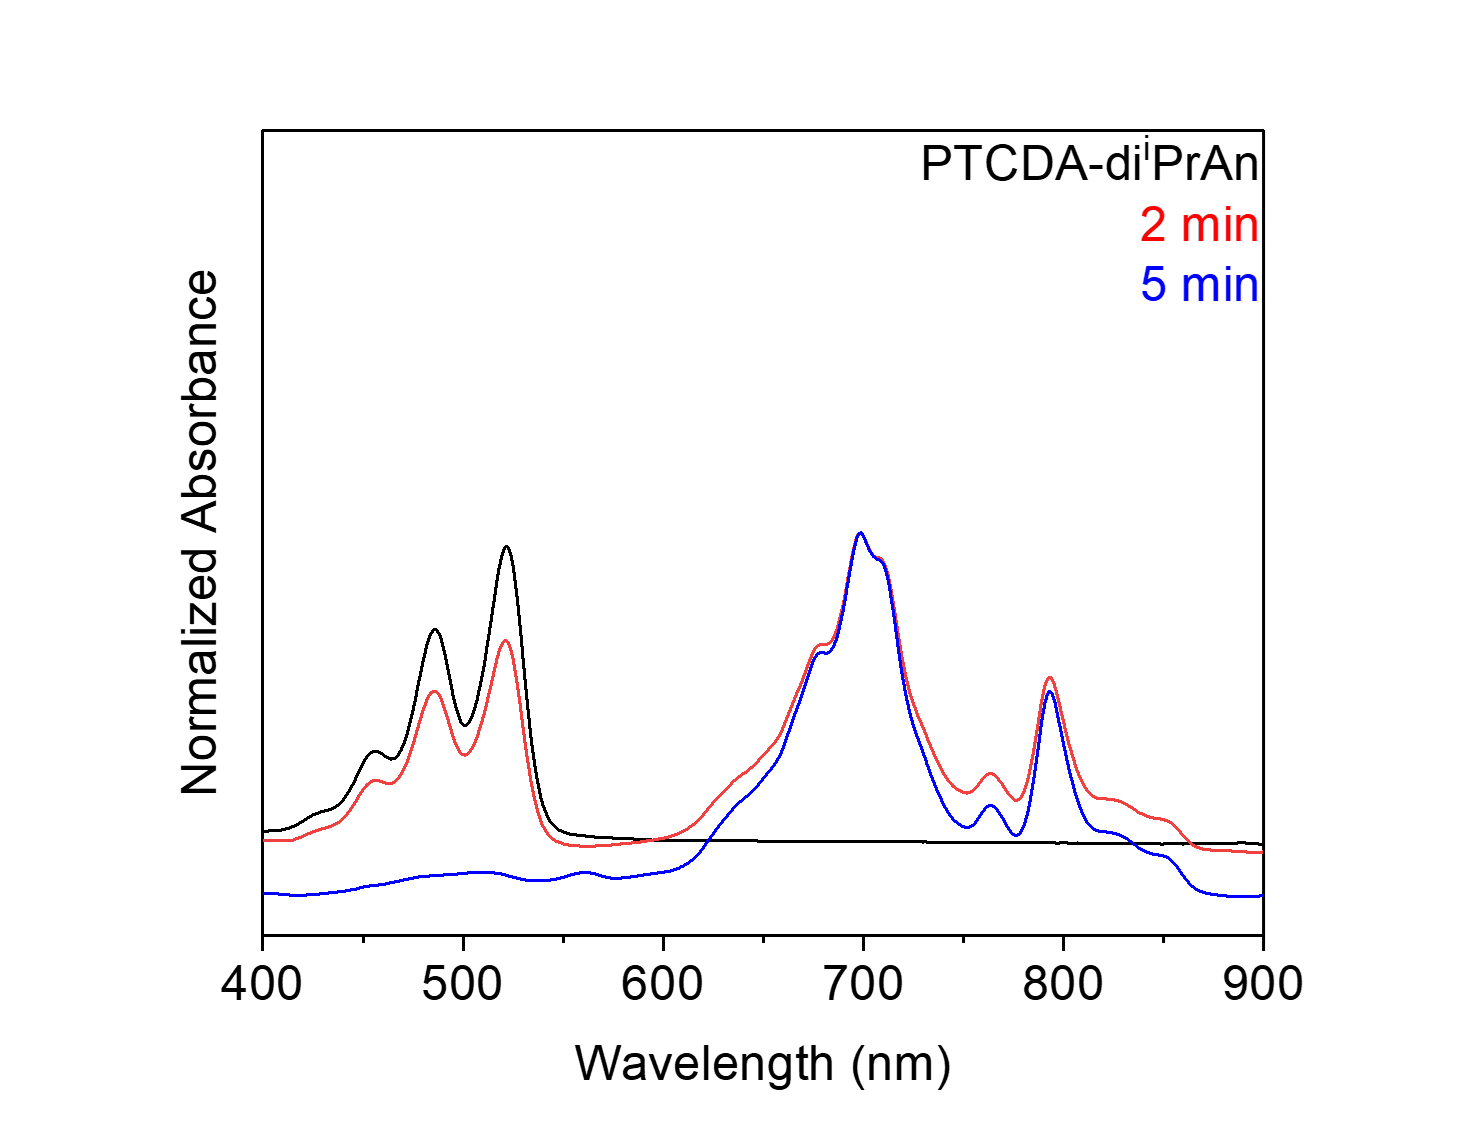 PTCDA-diⁱPrAn
2 min
5 min
Normalized Absorbance
400 500 600 700 800 900
Wavelength (nm)